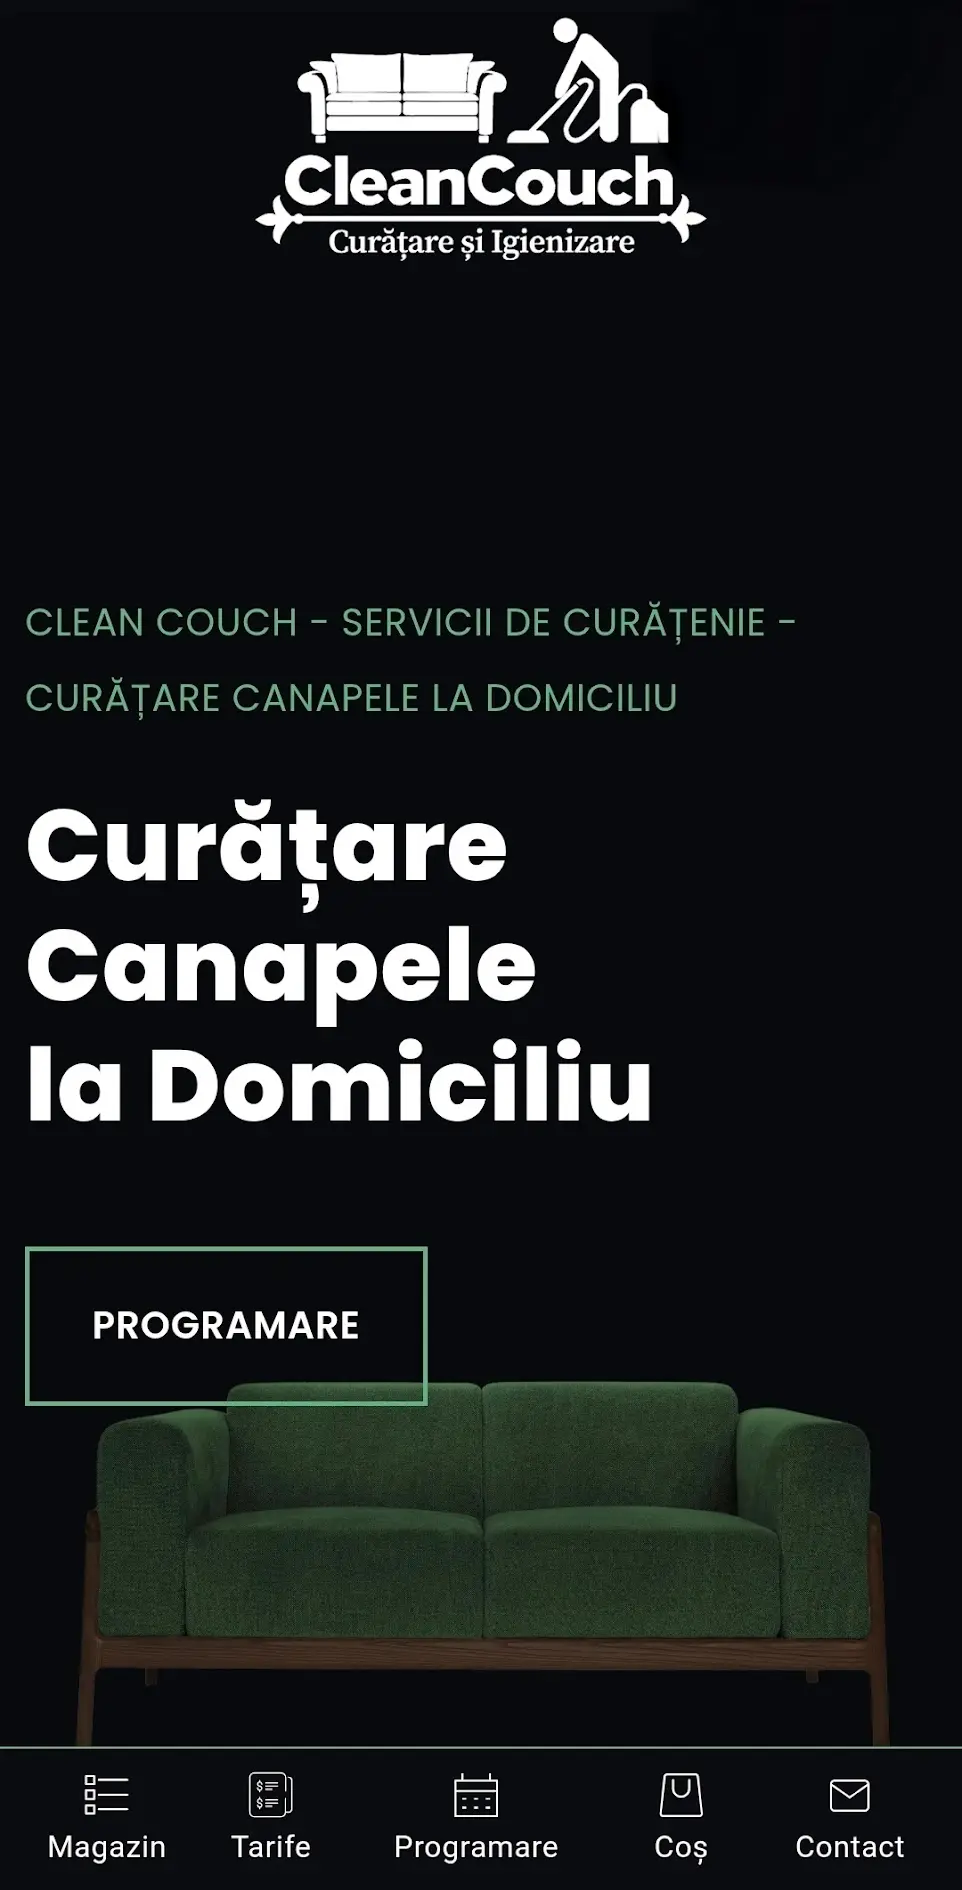 CleanCouch
Curățare și Igienizare
CLEAN COUCH - SERVICII DE CURĂȚENIE -
CURĂȚARE CANAPELE LA DOMICILIU
Curățare
Canapele
la Domiciliu
PROGRAMARE
Magazin Tarife Programare Coș Contact